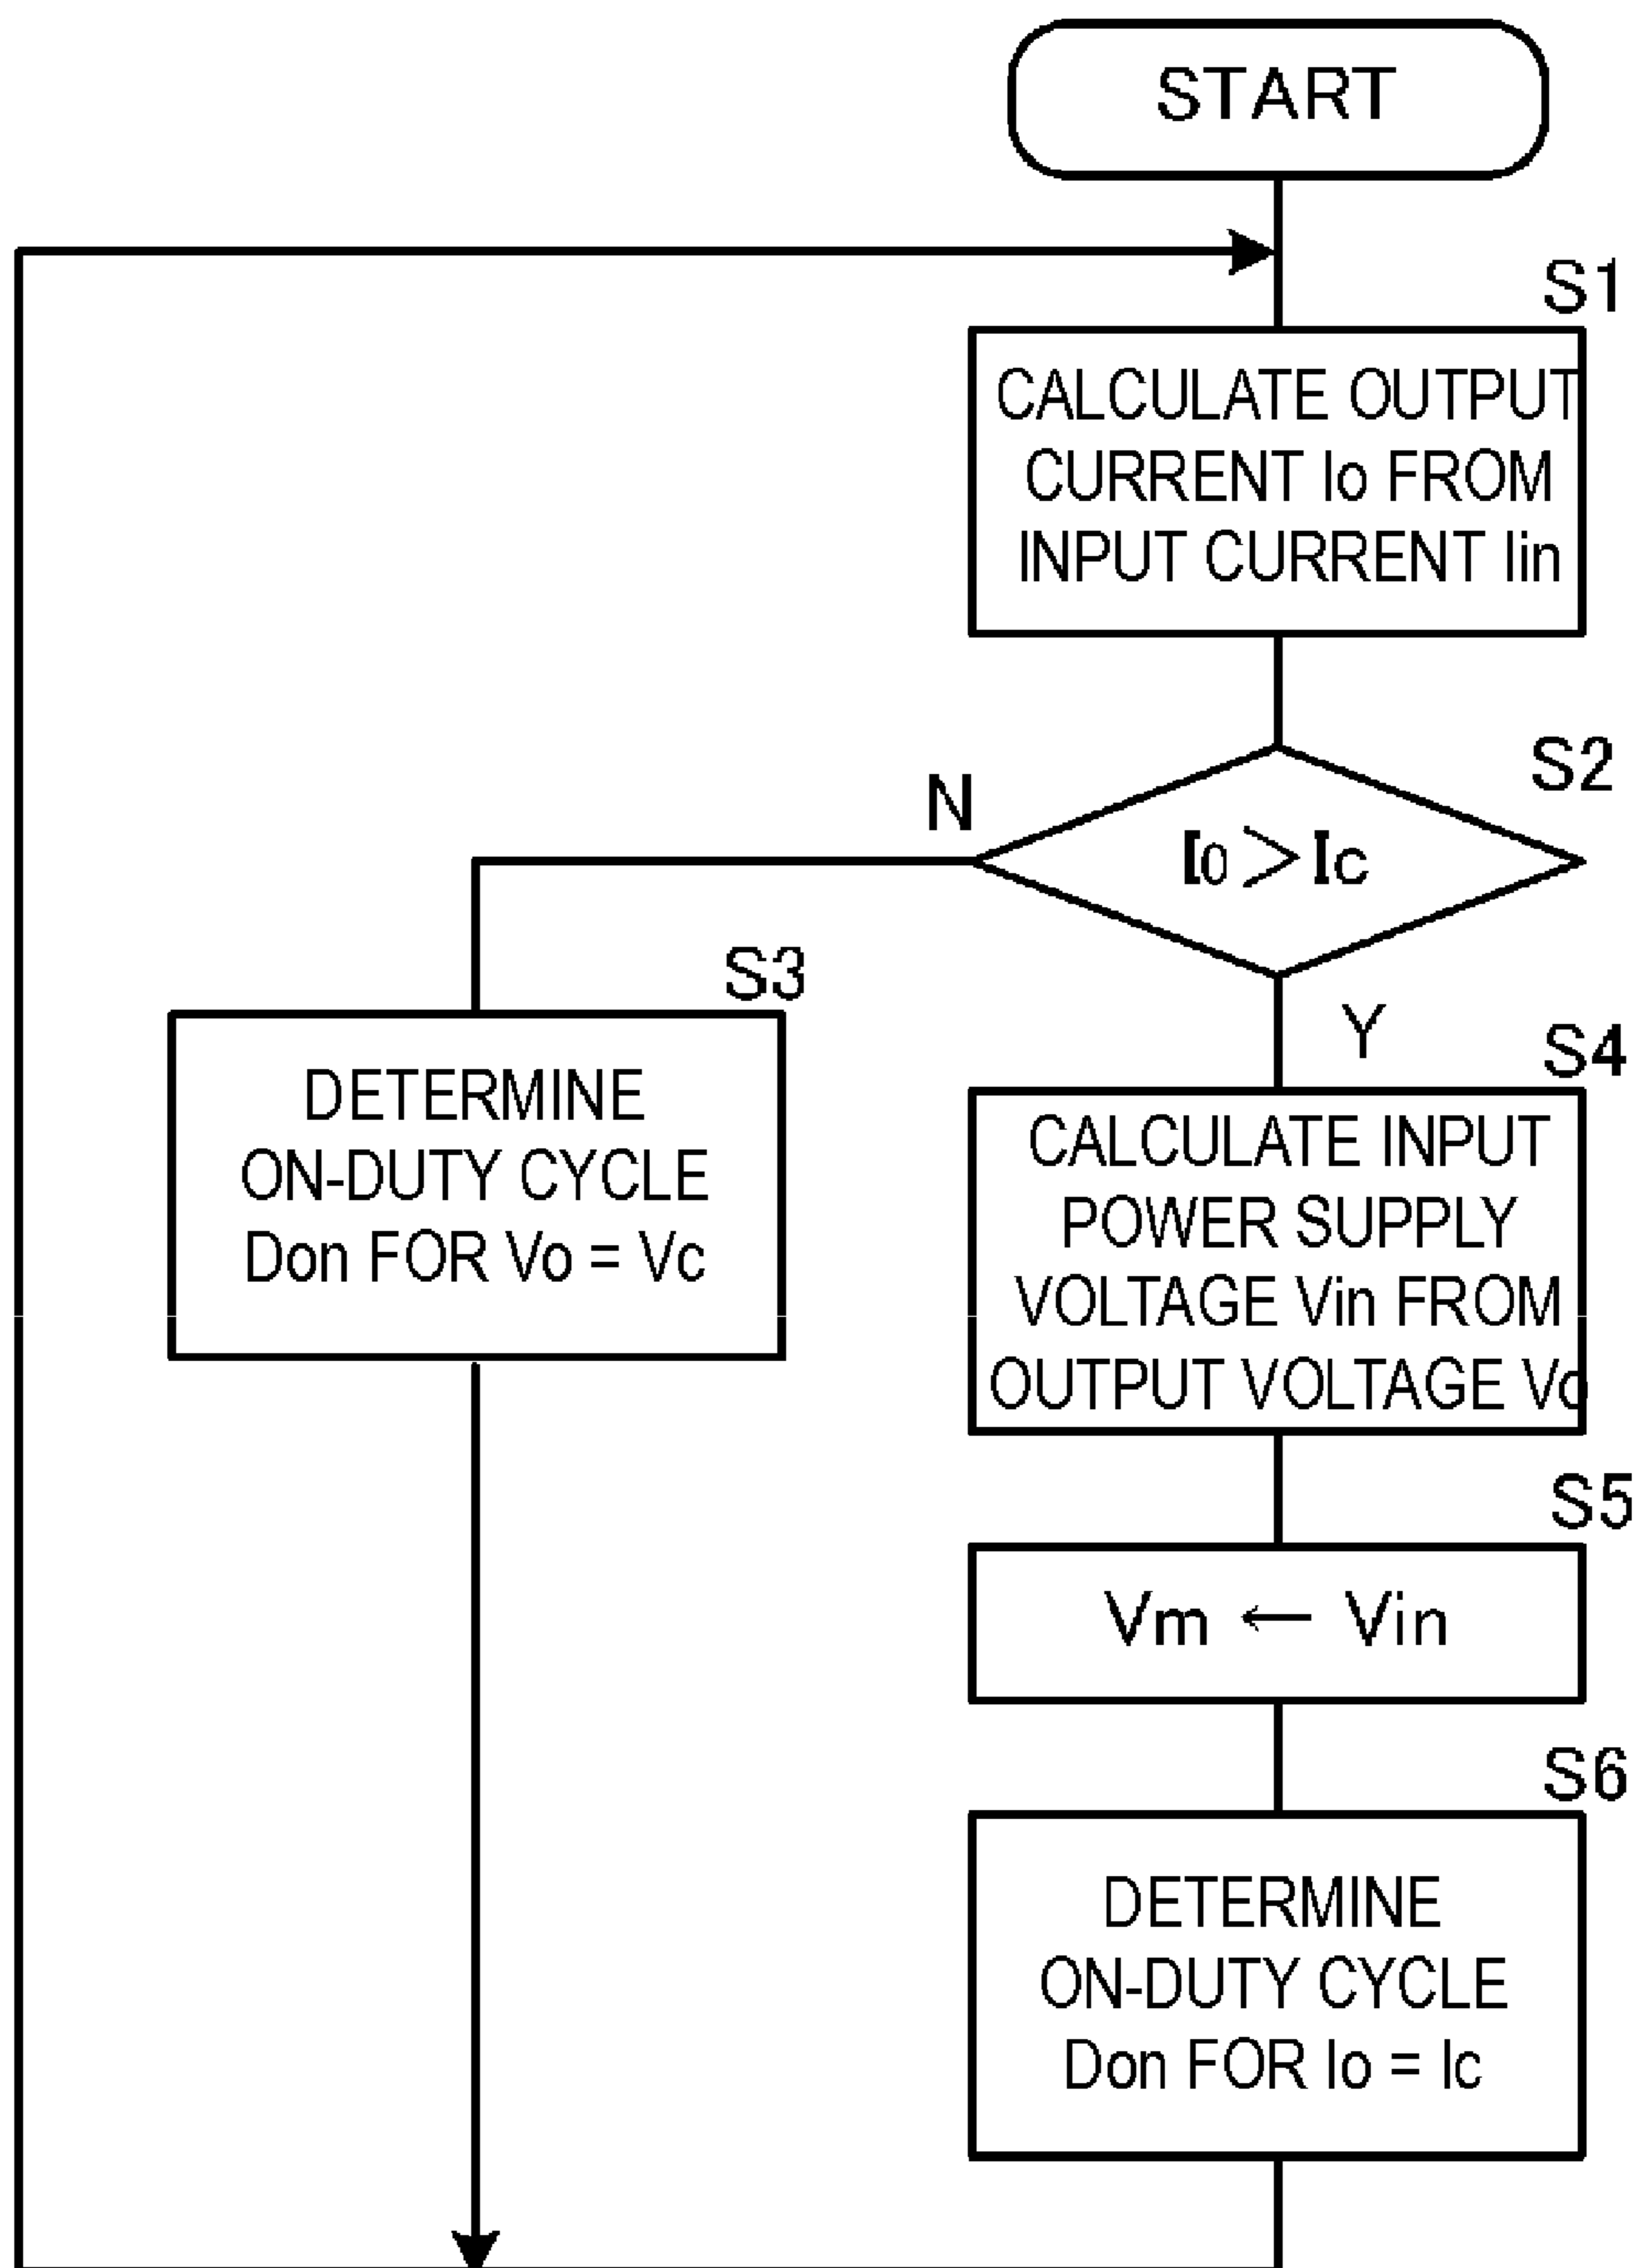 START
S1
CALCULATE OUTPUT
CURRENT Io FROM
INPUT CURRENT Iin
S2
N
I0 > Ic
S3
Y
S4
DETERMINE
ON-DUTY CYCLE
Don FOR Vo = Vc
CALCULATE INPUT
POWER SUPPLY
VOLTAGE Vin FROM
OUTPUT VOLTAGE Vo
S5
Vm ← Vin
S6
DETERMINE
ON-DUTY CYCLE
Don FOR Io = Ic